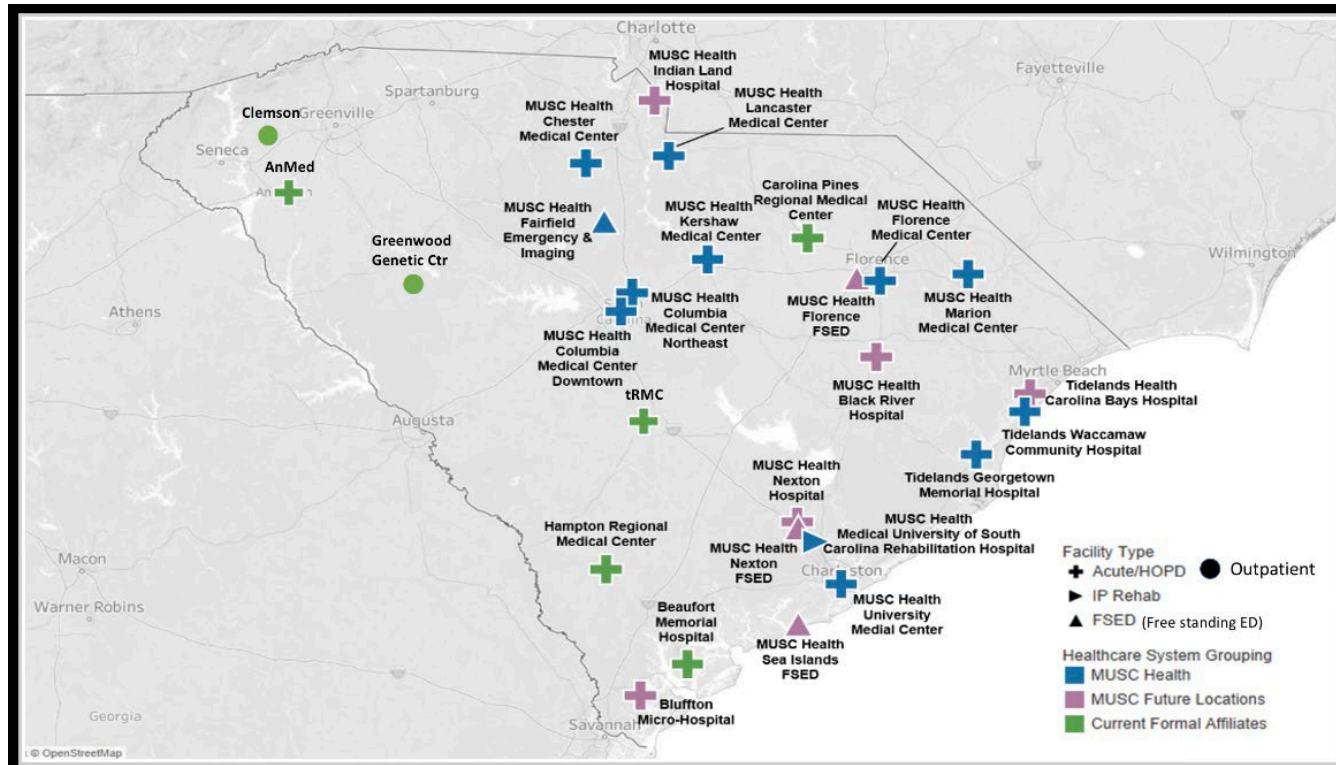 Charlotte
MUSC Health
Indian Land
Hospital
Fayetteville
Spartanburg
MUSC Health
Chester
Medical Center
MUSC Health
Lancaster
Medical Center
Clemson
Greenville
Seneca
AnMed
MUSC Health
Fairfield
Emergency &
Imaging
MUSC Health
Kershaw
Medical Center
Carolina Pines
Regional Medical
Center
MUSC Health
Florence
Medical Center
Greenwood
Genetic Ctr
Florence
Wilmington
Athens
MUSC Health
Columbia
Medical Center
Northeast
MUSC Health
Florence
FSED
MUSC Health
Marion
Medical Center
MUSC Health
Columbia
Medical Center
Downtown
MUSC Health
Black River
Hospital
Myrtle Beach
Tidelands Health
Carolina Bays Hospital
tRMC
Augusta
Tidelands Waccamaw
Community Hospital
MUSC Health
Nexton
Hospital
Tidelands Georgetown
Memorial Hospital
Hampton Regional
Medical Center
MUSC Health
Medical University of South
Carolina Rehabilitation Hospital
MUSC Health
Nexton
FSED
Macon
Charleston
Warner Robins
Beaufort
Memorial
Hospital
MUSC Health
University
Medial Center
MUSC Health
Sea Islands
FSED
Bluffton
Micro-Hospital
Savannah
Georgia
Facility Type
Acute/HOPD
Outpatient
IP Rehab
FSED (Free standing ED)
Healthcare System Grouping
MUSC Health
MUSC Future Locations
Current Formal Affiliates
© OpenStreetMap